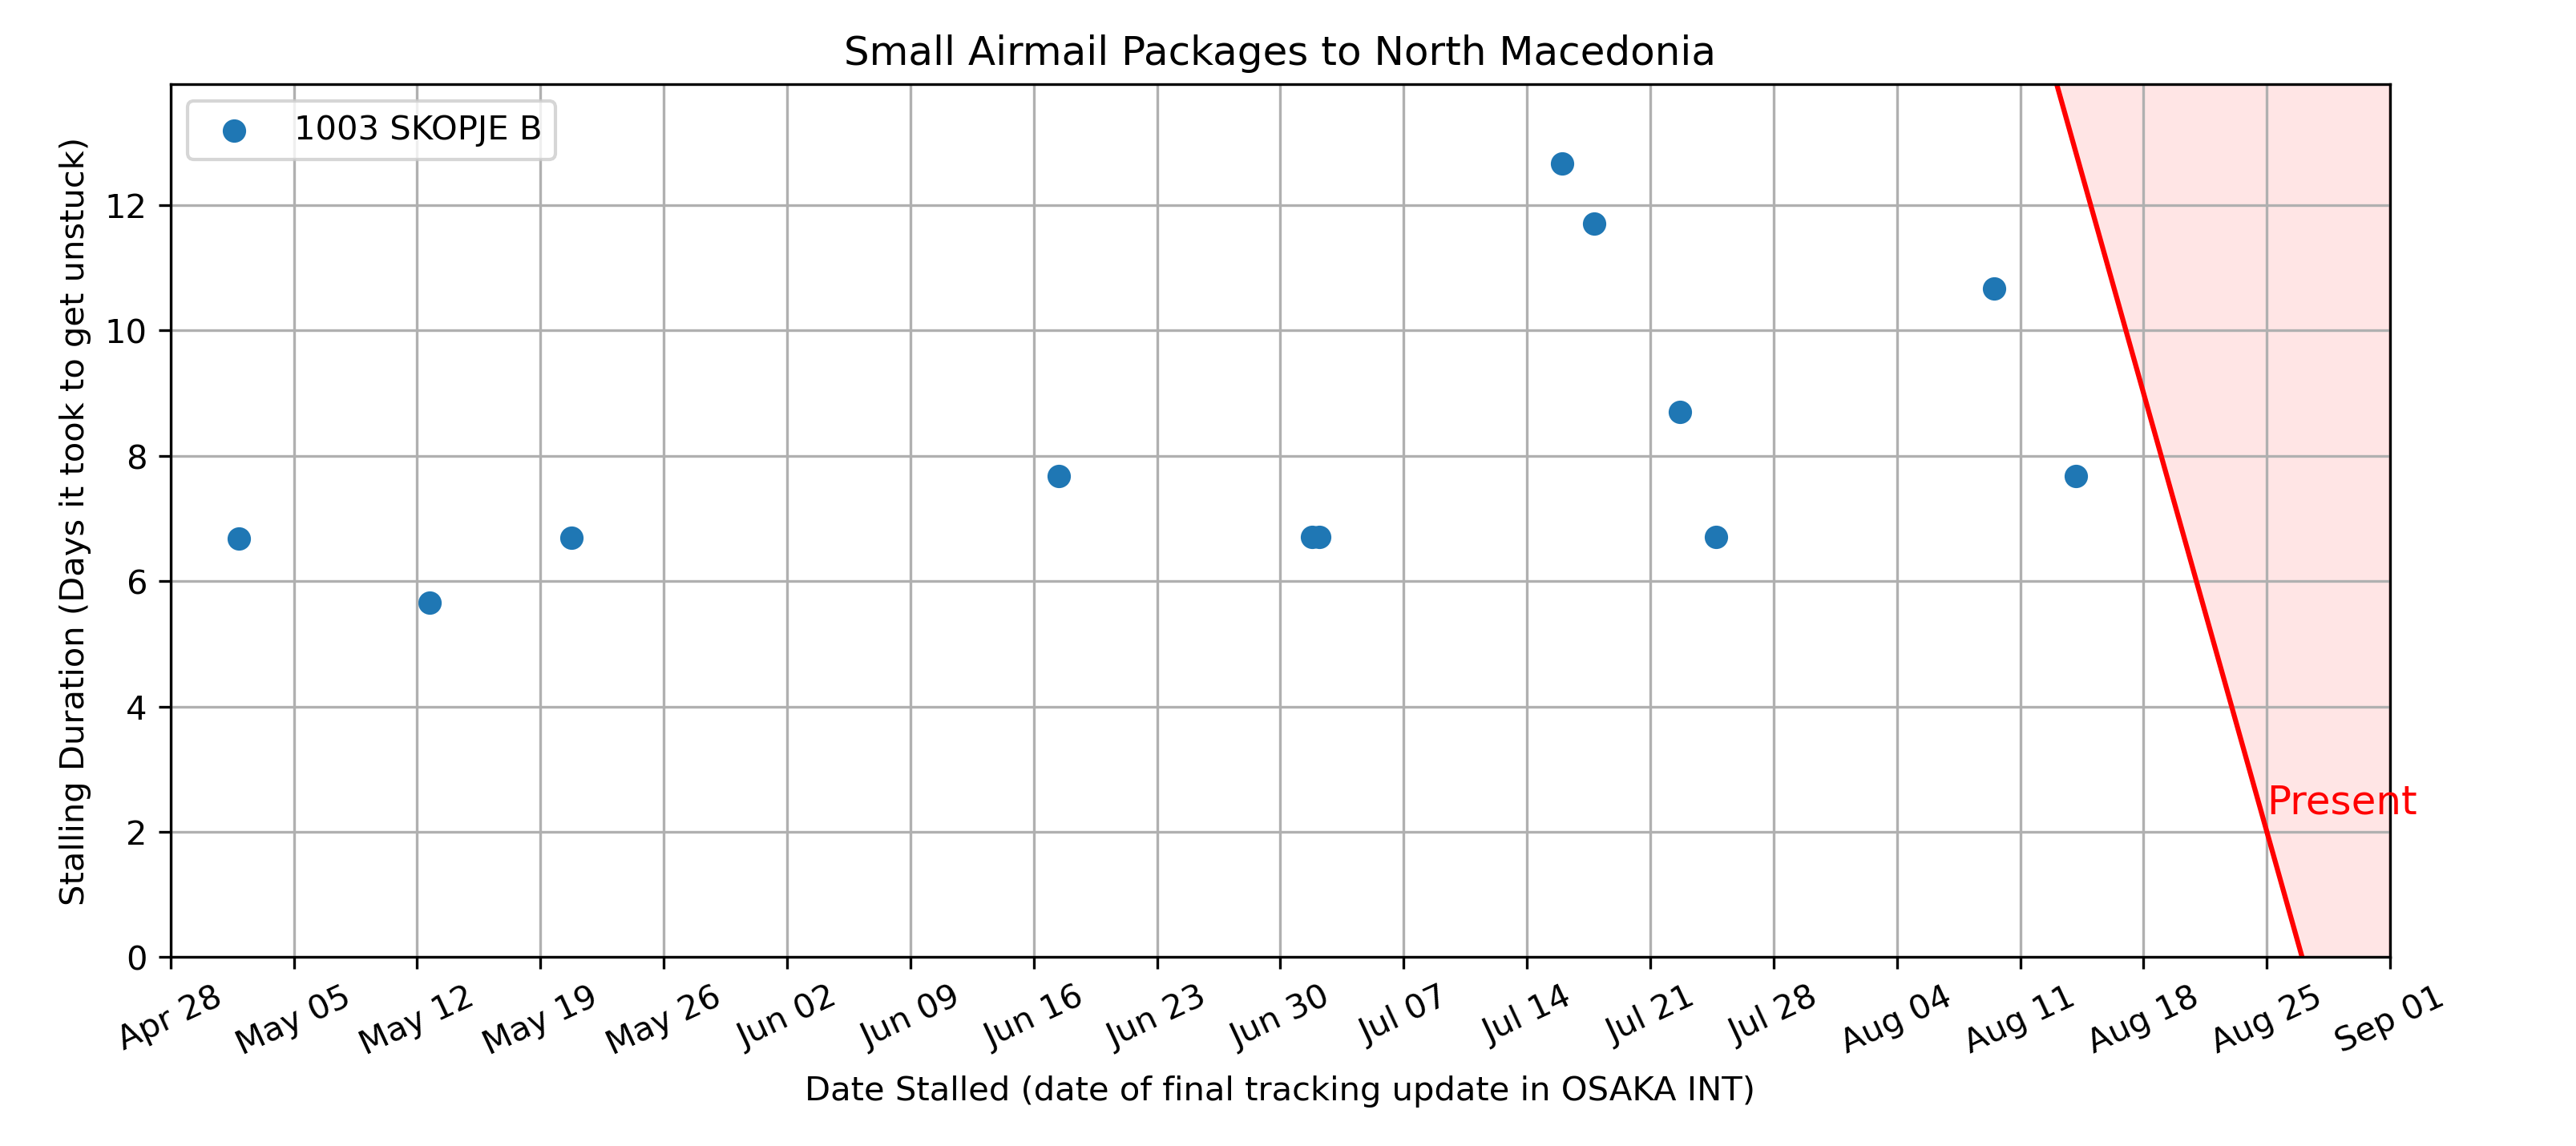 Small Airmail Packages to North Macedonia
1003 SKOPJE B
Stalling Duration (Days it took to get unstuck)
12
10
8
6
4
2
0
Present
Apr 28
May 05
May 12
May 19
May 26
Jun 02
Jun 09
Jun 16
Jun 23
Jun 30
Jul 07
Jul 14
Jul 21
Jul 28
Aug 04
Aug 11
Aug 18
Aug 25
Sep 01
Date Stalled (date of final tracking update in OSAKA INT)